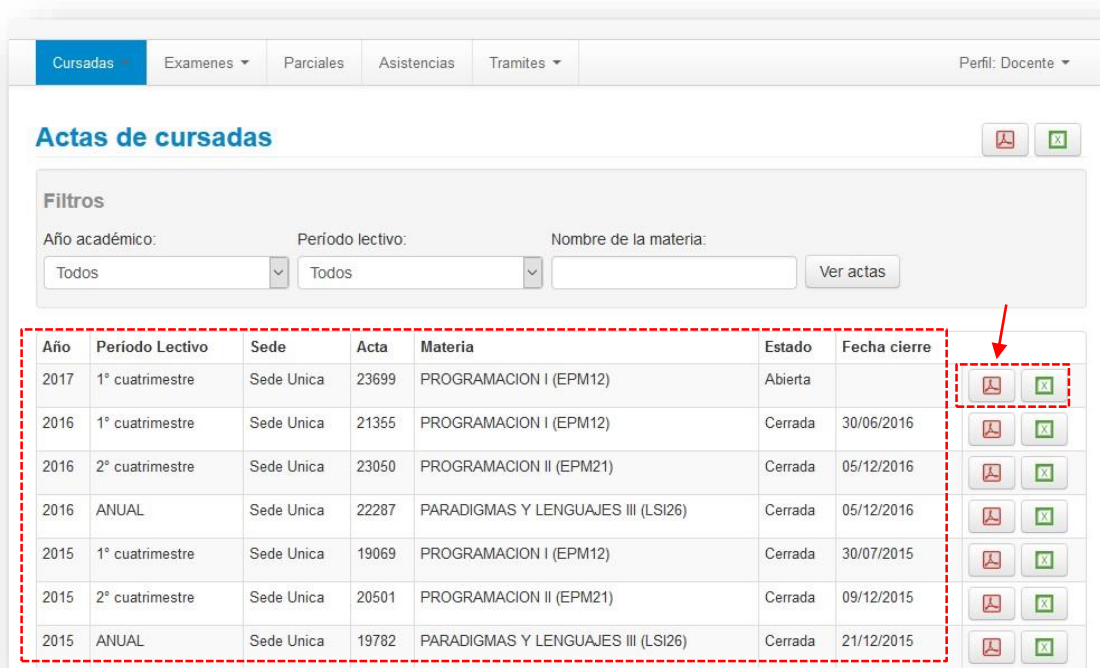 Cursadas Examenes Parciales Asistencias Tramites Perfil: Docente
Actas de cursadas
Filtros
Año académico: Período lectivo: Nombre de la materia:
Todos Todos Ver actas
Año Período Lectivo Sede Acta Materia Estado Fecha cierre
2017 1° cuatrimestre Sede Unica 23699 PROGRAMACION I (EPM12) Abierta
2016 1° cuatrimestre Sede Unica 21355 PROGRAMACION I (EPM12) Cerrada 30/06/2016
2016 2° cuatrimestre Sede Unica 23050 PROGRAMACION II (EPM21) Cerrada 05/12/2016
2016 ANUAL Sede Unica 22287 PARADIGMAS Y LENGUAJES III (LSI26) Cerrada 05/12/2016
2015 1° cuatrimestre Sede Unica 19069 PROGRAMACION I (EPM12) Cerrada 30/07/2015
2015 2° cuatrimestre Sede Unica 20501 PROGRAMACION II (EPM21) Cerrada 09/12/2015
2015 ANUAL Sede Unica 19782 PARADIGMAS Y LENGUAJES III (LSI26) Cerrada 21/12/2015